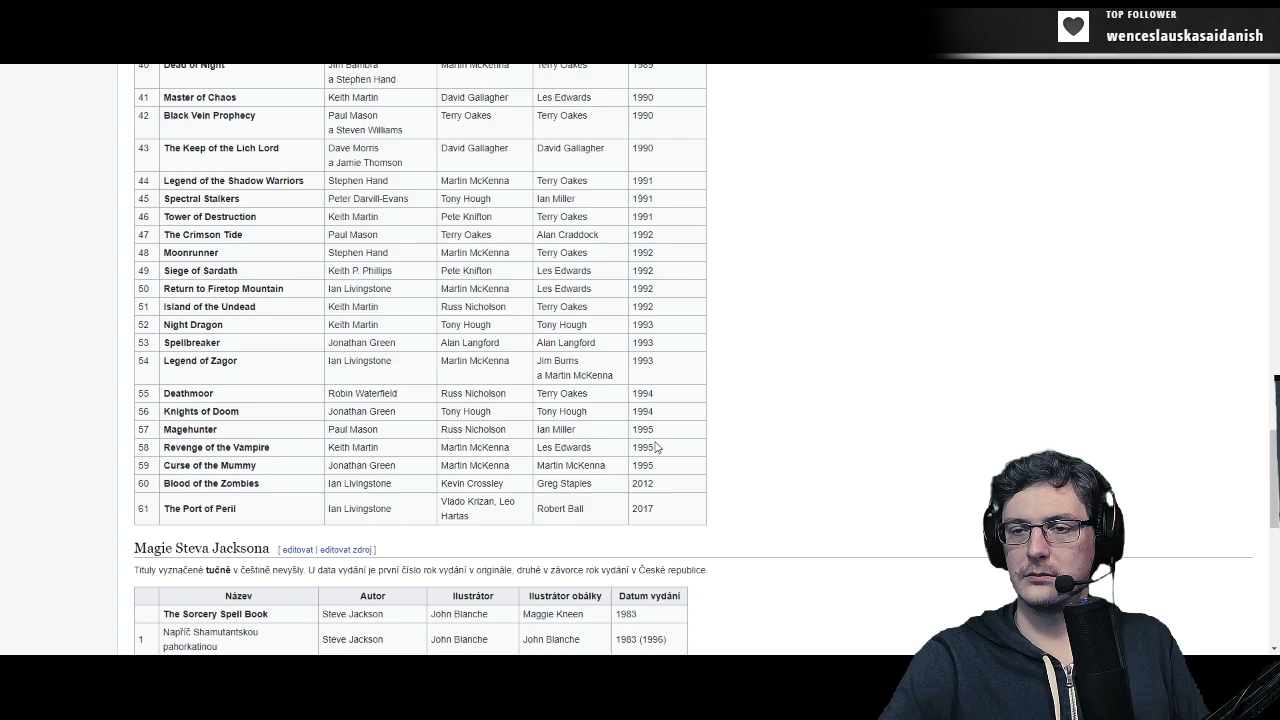 TOP FOLLOWER
wenceslauskasaidanish
40 Dead of Night Jim Bambra Martin McKenna Terry Oakes 1989
a Stephen Hand
41 Master of Chaos Keith Martin David Gallagher Les Edwards 1990
42 Black Vein Prophecy Paul Mason Terry Oakes Terry Oakes 1990
a Steven Williams
43 The Keep of the Lich Lord Dave Morris David Gallagher David Gallagher 1990
a Jamie Thomson
44 Legend of the Shadow Warriors Stephen Hand Martin McKenna Terry Oakes 1991
45 Spectral Stalkers Peter Darvill-Evans Tony Hough Ian Miller 1991
46 Tower of Destruction Keith Martin Pete Knifton Terry Oakes 1991
47 The Crimson Tide Paul Mason Terry Oakes Alan Craddock 1992
48 Moonrunner Stephen Hand Martin McKenna Terry Oakes 1992
49 Siege of Sardath Keith P. Phillips Pete Knifton Les Edwards 1992
50 Return to Firetop Mountain Ian Livingstone Martin McKenna Les Edwards 1992
51 Island of the Undead Keith Martin Russ Nicholson Terry Oakes 1992
52 Night Dragon Keith Martin Tony Hough Tony Hough 1993
53 Spellbreaker Jonathan Green Alan Langford Alan Langford 1993
54 Legend of Zagor Ian Livingstone Martin McKenna Jim Burns 1993
a Martin McKenna
55 Deathmoor Robin Waterfield Russ Nicholson Terry Oakes 1994
56 Knights of Doom Jonathan Green Tony Hough Tony Hough 1994
57 Magehunter Paul Mason Russ Nicholson Ian Miller 1995
58 Revenge of the Vampire Keith Martin Martin McKenna Les Edwards 1995
59 Curse of the Mummy Jonathan Green Martin McKenna Martin McKenna 1995
60 Blood of the Zombies Ian Livingstone Kevin Crossley Greg Staples 2012
61 The Port of Peril Ian Livingstone Vlado Krizan, Leo Robert Ball 2017
Hartas
Magie Steva Jacksona [ editovat | editovat zdroj ]
Tituly vyznačené tučně v češtině nevyšly. U data vydání je první číslo rok vydání v originále, druhé v závorce rok vydání v České republice.
Název Autor Ilustrátor Ilustrátor obálky Datum vydání
The Sorcery Spell Book Steve Jackson John Blanche Maggie Kneen 1983
1 Napříč Shamutantskou Steve Jackson John Blanche John Blanche 1983 (1996)
pahorkatinou